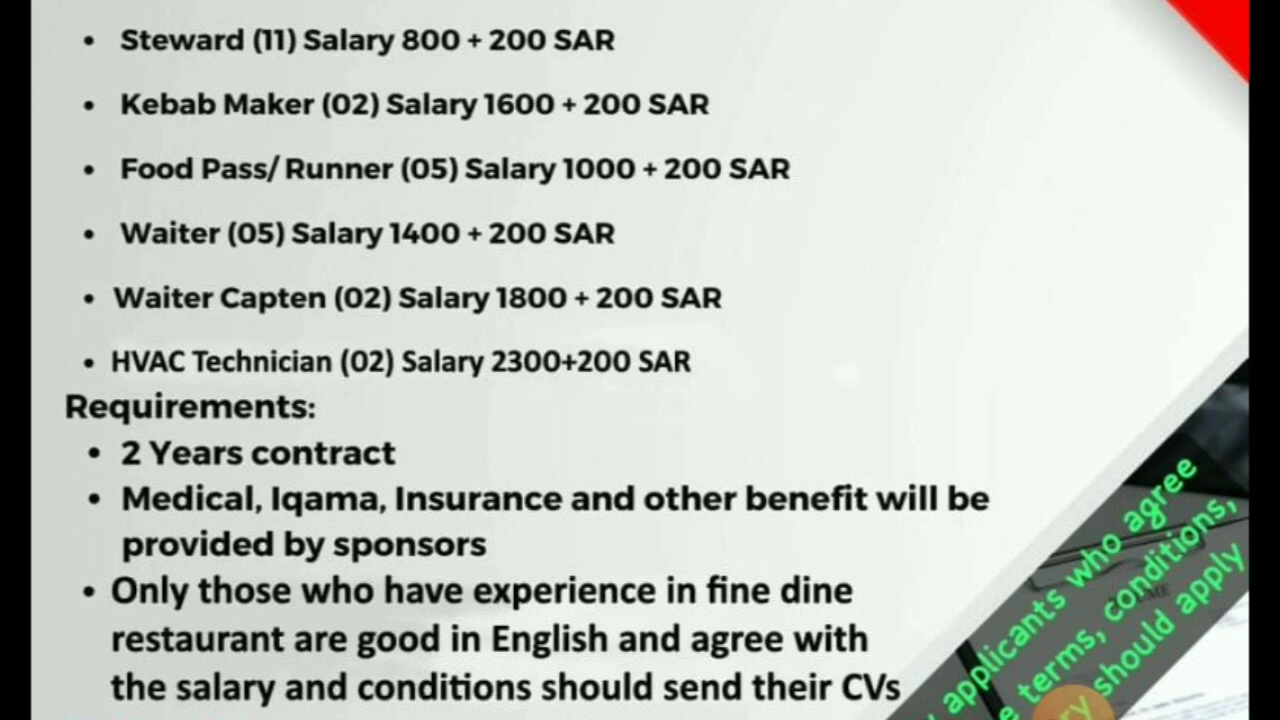 • Steward (11) Salary 800 + 200 SAR
• Kebab Maker (02) Salary 1600 + 200 SAR
• Food Pass/ Runner (05) Salary 1000 + 200 SAR
• Waiter (05) Salary 1400 + 200 SAR
• Waiter Capten (02) Salary 1800 + 200 SAR
• HVAC Technician (02) Salary 2300+200 SAR
Requirements:
• 2 Years contract
• Medical, Iqama, Insurance and other benefit will be
provided by sponsors
• Only those who have experience in fine dine
restaurant are good in English and agree with
the salary and conditions should send their CVs
applicants who agree
terms, conditions,
should apply